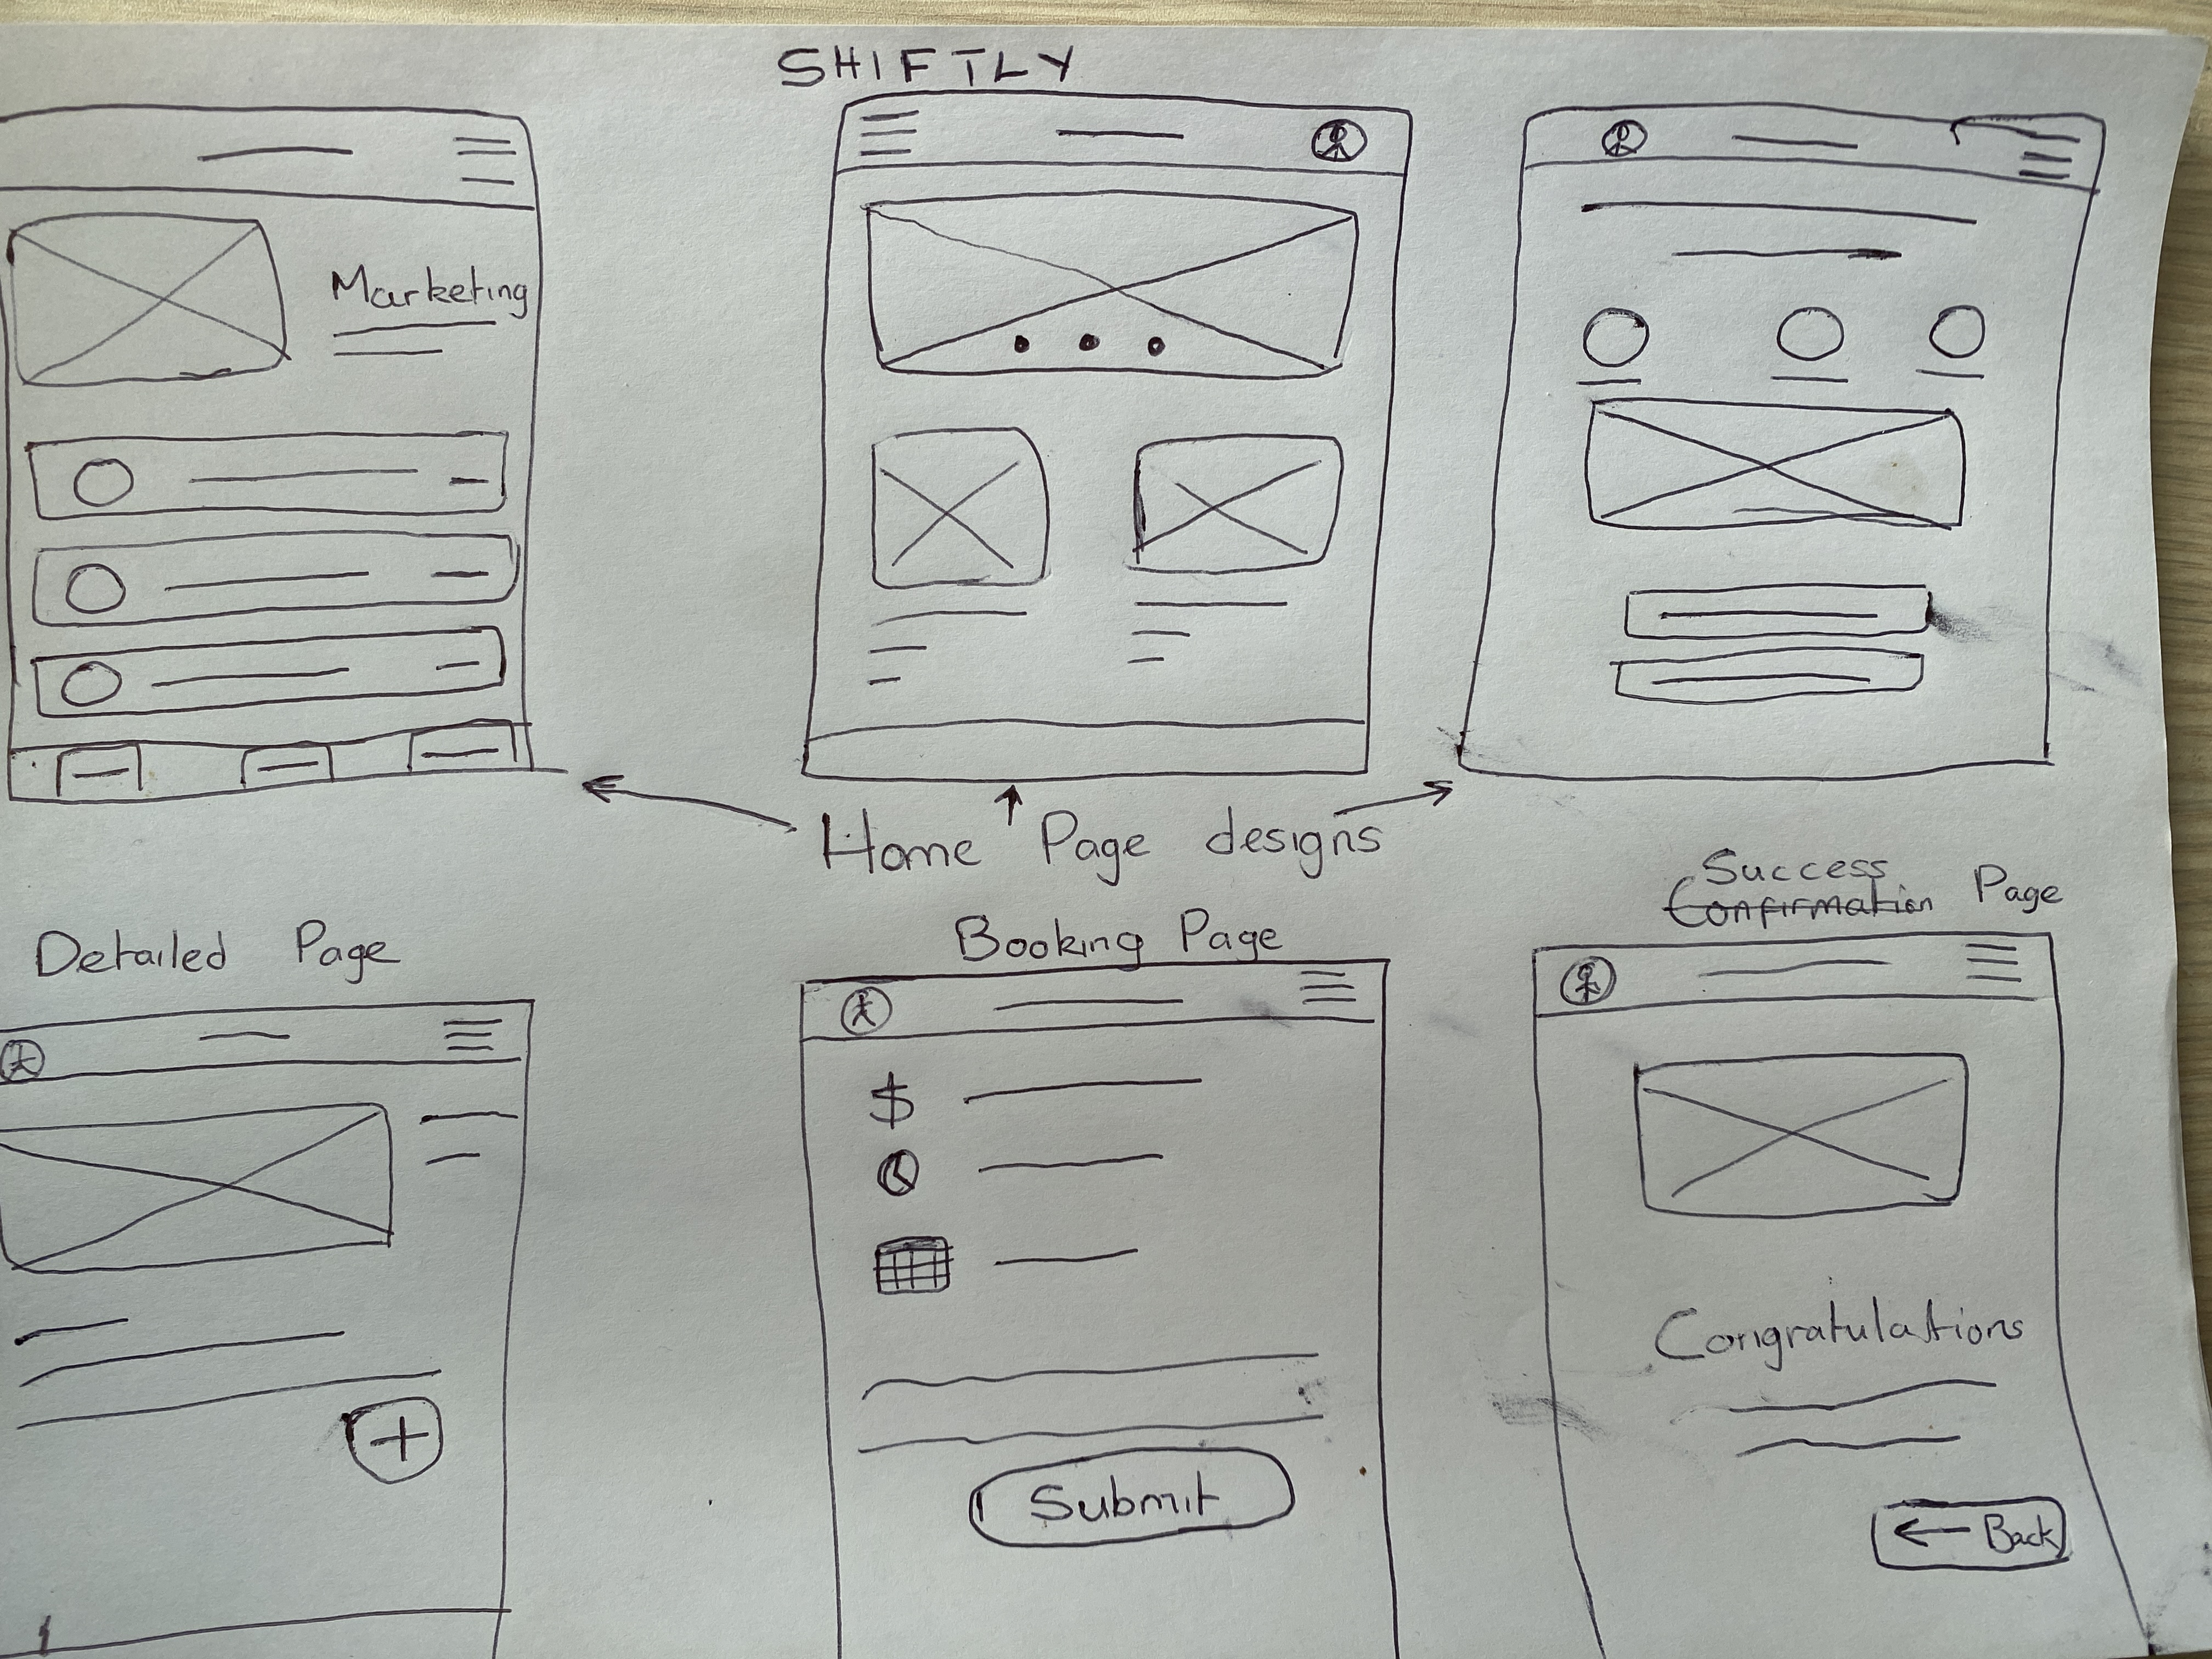 SHIFTLY
Marketing
Home Page designs
Detailed Page
Booking Page
$
Submit
Success
Confirmation Page
Congratulations
← Back